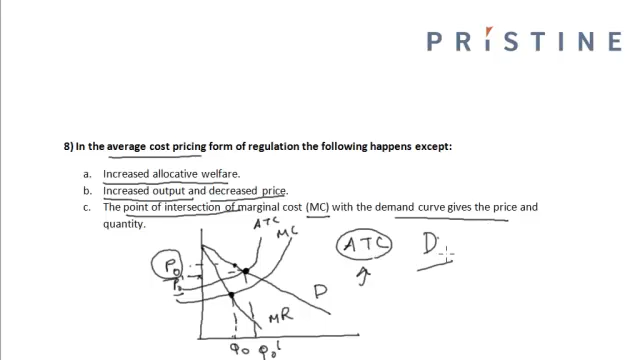 PRiSTINE
8) In the average cost pricing form of regulation the following happens except:
a. Increased allocative welfare.
b. Increased output and decreased price.
c. The point of intersection of marginal cost (MC) with the demand curve gives the price and
quantity.
ATC
MC
ATC
D
P0
P0'
D
MR
q0 q0'